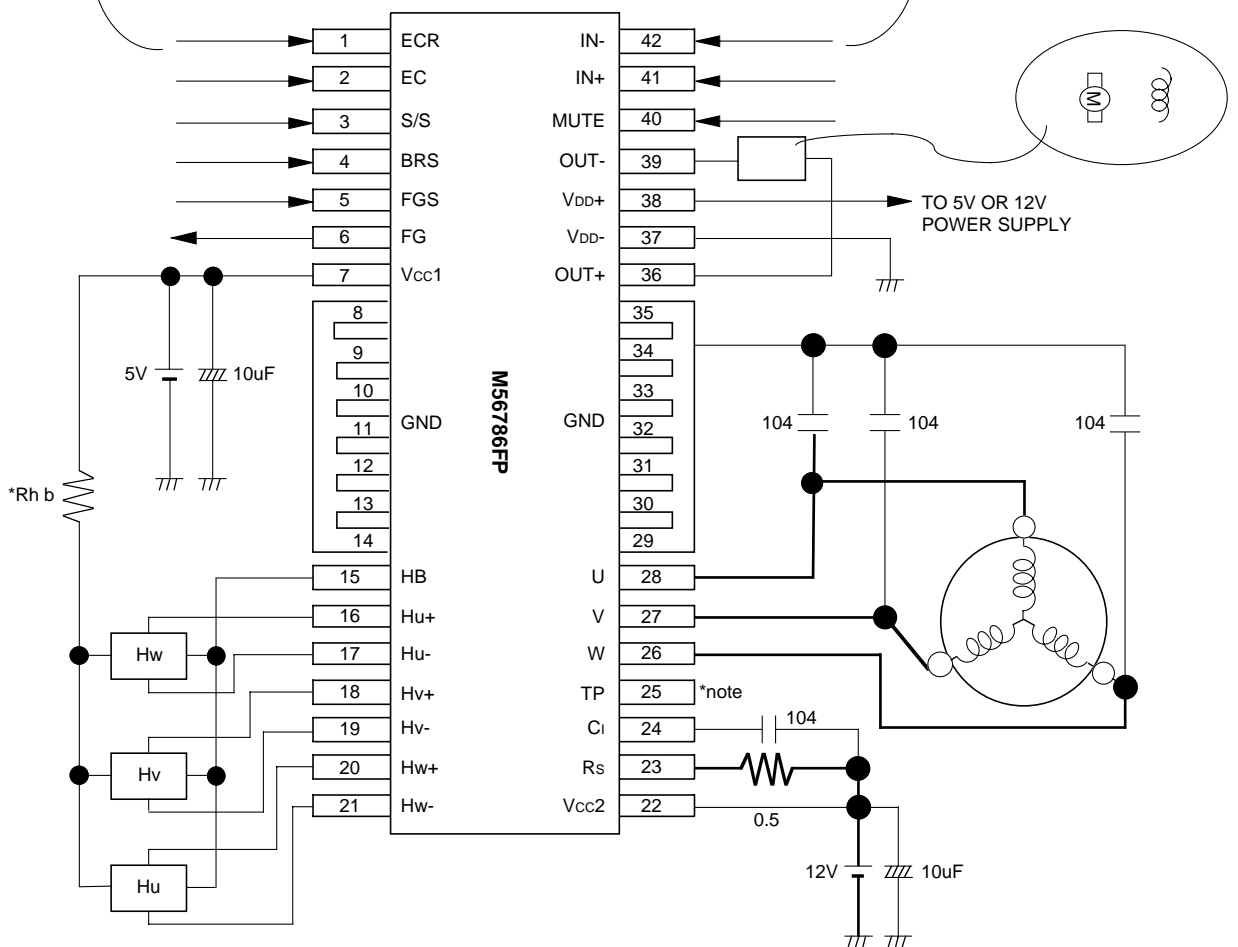 1 ECR
2 EC
3 S/S
4 BRS
5 FGS
6 FG
7 Vcc1
8
9
10
11
12
13
14
GND
15 HB
16 Hu+
17 Hu-
18 Hv+
19 Hv-
20 Hw+
21 Hw-
5V
10uF
*Rh b
Hw
Hv
Hu
M56786FP
IN- 42
IN+ 41
MUTE 40
OUT- 39
VDD+ 38
VDD- 37
OUT+ 36
35
34
33
32
31
30
29
GND
U 28
V 27
W 26
TP 25 *note
CI 24
RS 23
Vcc2 22
M
TO 5V OR 12V
POWER SUPPLY
104
104
104
104
0.5
12V
10uF